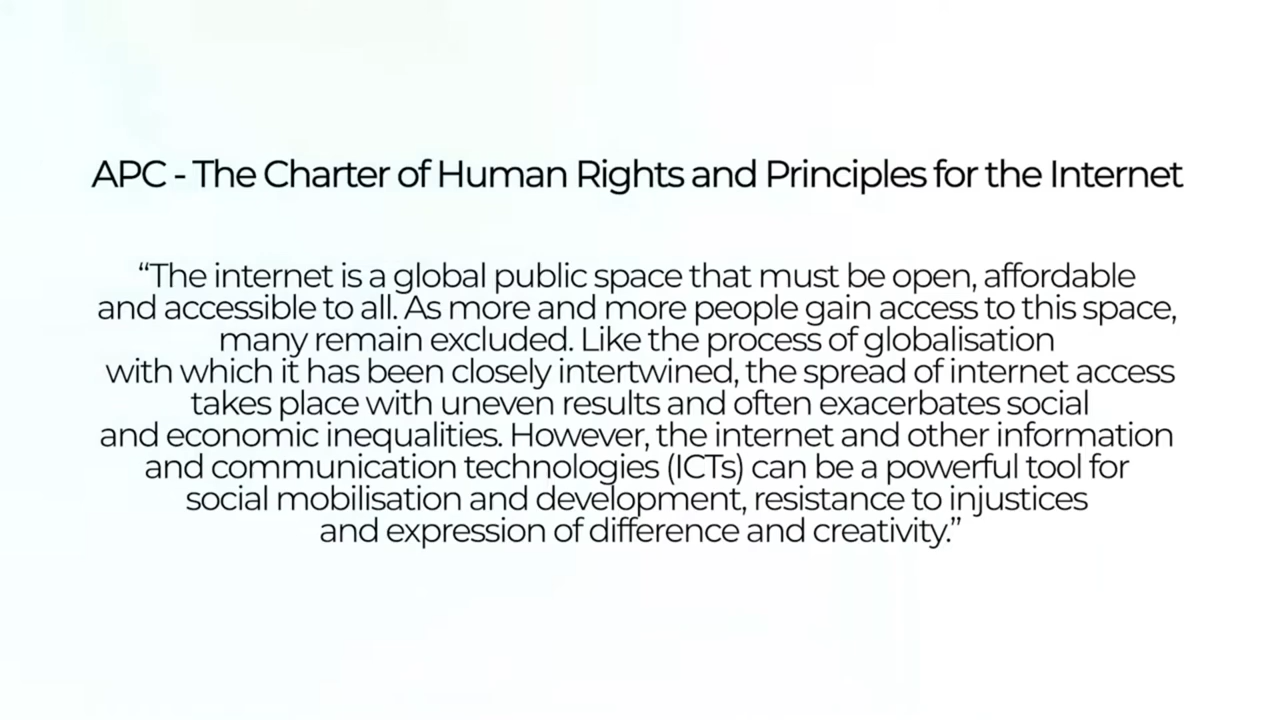 APC - The Charter of Human Rights and Principles for the Internet
“The internet is a global public space that must be open, affordable
and accessible to all. As more and more people gain access to this space,
many remain excluded. Like the process of globalisation
with which it has been closely intertwined, the spread of internet access
takes place with uneven results and often exacerbates social
and economic inequalities. However, the internet and other information
and communication technologies (ICTs) can be a powerful tool for
social mobilisation and development, resistance to injustices
and expression of difference and creativity.”